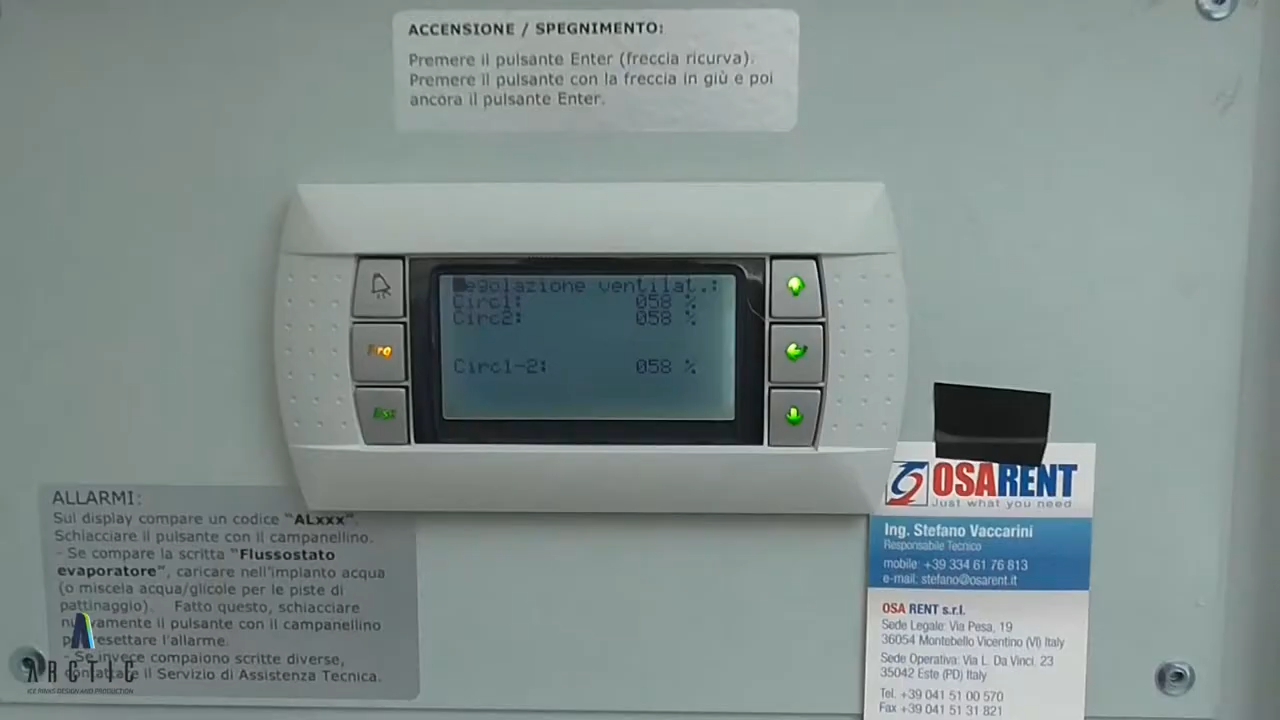 ACCENSIONE / SPEGNIMENTO:
Premere il pulsante Enter (freccia ricurva).
Premere il pulsante con la freccia in giù e poi
ancora il pulsante Enter.
egolazione ventilat.:
Circ1: 058 %
Circ2: 058 %
Circ1-2: 058 %
Prg
Esc
ALLARMI:
Sul display compare un codice "ALxxx".
Schiacciare il pulsante con il campanellino.
- Se compare la scritta "Flussostato
evaporatore", caricare nell'impianto acqua
(o miscela acqua/glicole per le piste di
pattinaggio). Fatto questo, schiacciare
nuovamente il pulsante con il campanellino
per resettare l'allarme.
- Se invece compaiono scritte diverse,
contattare il Servizio di Assistenza Tecnica.
ARCTIC
ICE RINKS DESIGN AND PRODUCTION
OSARENT
Just what you need
Ing. Stefano Vaccarini
Responsabile Tecnico
mobile: +39 334 61 76 813
e-mail: stefano@osarent.it
OSA RENT s.r.l.
Sede Legale: Via Pesa, 19
36054 Montebello Vicentino (VI) Italy
Sede Operativa: Via L. Da Vinci, 23
35042 Este (PD) Italy
Tel. +39 041 51 00 570
Fax +39 041 51 31 821